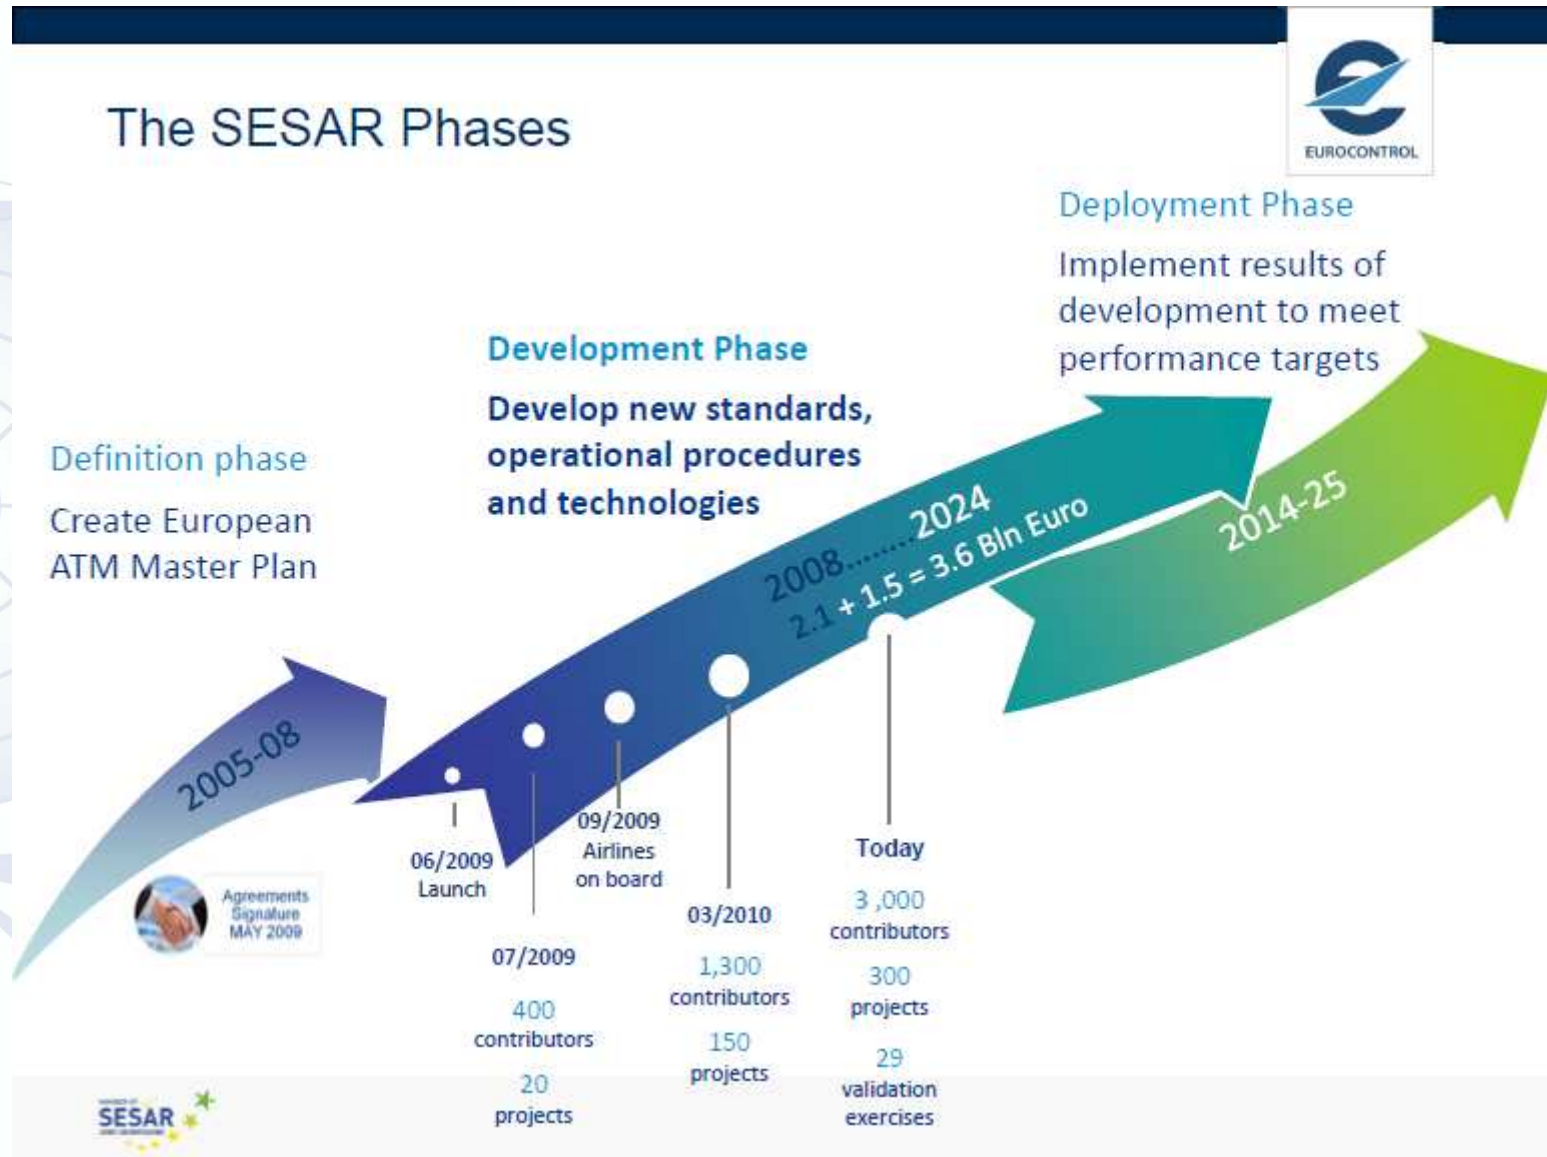 The SESAR Phases
EUROCONTROL
Deployment Phase
Implement results of
development to meet
performance targets
Development Phase
Develop new standards,
operational procedures
and technologies
Definition phase
Create European
ATM Master Plan
2005-08
2008........2024
2.1 + 1.5 = 3.6 Bln Euro
2014-25
Agreements
Signature
MAY 2009
06/2009
Launch
07/2009
400
contributors
20
projects
09/2009
Airlines
on board
03/2010
1,300
contributors
150
projects
Today
3 ,000
contributors
300
projects
29
validation
exercises
SESAR